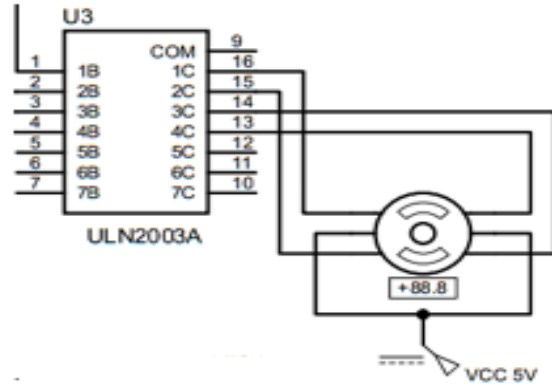 U3
COM 9
1 1B 1C 16
2 2B 2C 15
3 3B 3C 14
4 4B 4C 13
5 5B 5C 12
6 6B 6C 11
7 7B 7C 10
ULN2003A
+88.8
VCC 5V